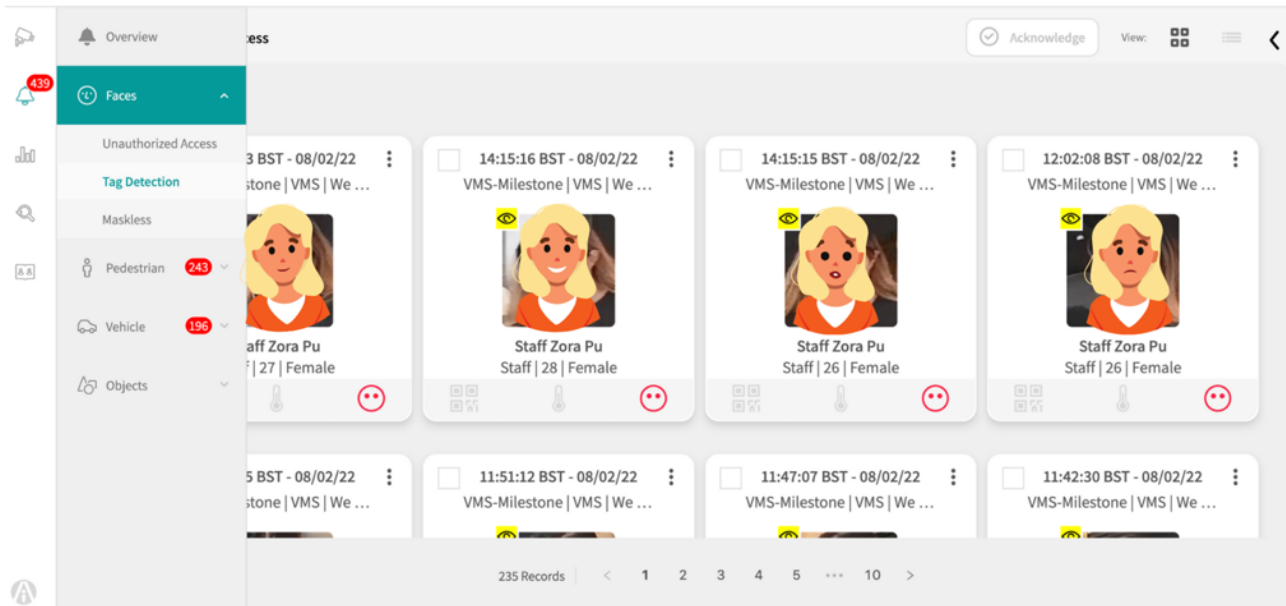 439
Overview
Faces
Unauthorized Access
Tag Detection
Maskless
Pedestrian 243
Vehicle 196
Objects
ess
Acknowledge
View:
3 BST - 08/02/22
stone | VMS | We ...
aff Zora Pu
| 27 | Female
14:15:16 BST - 08/02/22
VMS-Milestone | VMS | We ...
Staff Zora Pu
Staff | 28 | Female
14:15:15 BST - 08/02/22
VMS-Milestone | VMS | We ...
Staff Zora Pu
Staff | 26 | Female
12:02:08 BST - 08/02/22
VMS-Milestone | VMS | We ...
Staff Zora Pu
Staff | 26 | Female
5 BST - 08/02/22
stone | VMS | We ...
11:51:12 BST - 08/02/22
VMS-Milestone | VMS | We ...
11:47:07 BST - 08/02/22
VMS-Milestone | VMS | We ...
11:42:30 BST - 08/02/22
VMS-Milestone | VMS | We ...
235 Records < 1 2 3 4 5 ••• 10 >